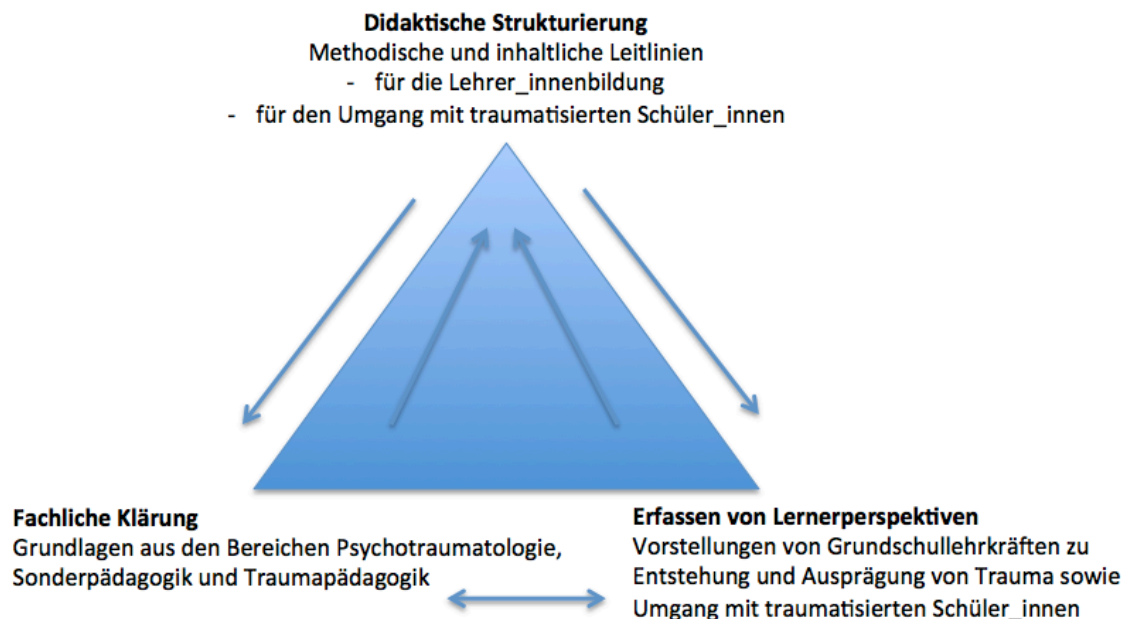 Didaktische Strukturierung
Methodische und inhaltliche Leitlinien
- für die Lehrer_innenbildung
- für den Umgang mit traumatisierten Schüler_innen
Fachliche Klärung
Grundlagen aus den Bereichen Psychotraumatologie,
Sonderpädagogik und Traumapädagogik
Erfassen von Lernerperspektiven
Vorstellungen von Grundschullehrkräften zu
Entstehung und Ausprägung von Trauma sowie
Umgang mit traumatisierten Schüler_innen